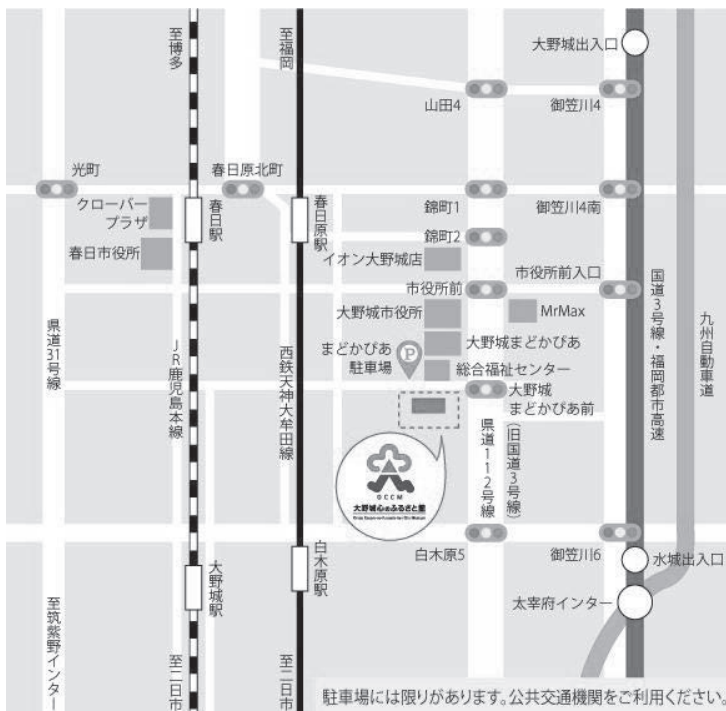 至博多
至福岡
大野城出入口
山田4
御笠川4
光町
春日原北町
クローバー
プラザ
春日駅
春日原駅
錦町1
御笠川4南
錦町2
春日市役所
イオン大野城店
市役所前
市役所前入口
大野城市役所
MrMax
大野城まどかぴあ
まどかぴあ
駐車場
P
総合福祉センター
大野城
まどかぴあ前
県道31号線
JR鹿児島本線
西鉄天神大牟田線
国道3号線・福岡都市高速
九州自動車道
県道112号線
(旧国道3号線)
OCCM
大野城心のふるさと館
白木原5
御笠川6
大野城駅
白木原駅
水城出入口
太宰府インター
至筑紫野インター
至二日市
至二日市
駐車場には限りがあります。公共交通機関をご利用ください。